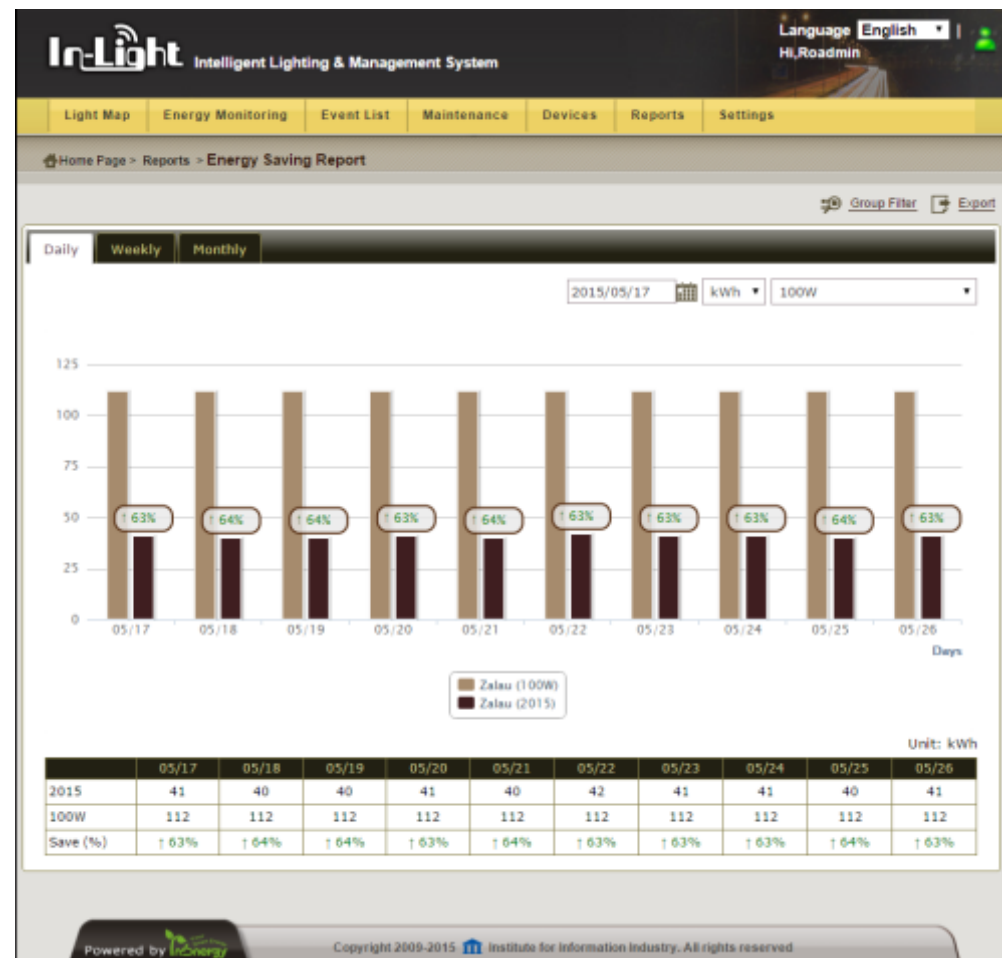 Language English |
In-Light Intelligent Lighting & Management System
Hi,Roadmin
Light Map Energy Monitoring Event List Maintenance Devices Reports Settings
Home Page > Reports > Energy Saving Report
Group Filter Export
Daily Weekly Monthly
2015/05/17 kWh 100W
125
100
75
50
25
0
↑ 63% ↑ 64% ↑ 64% ↑ 63% ↑ 64% ↑ 63% ↑ 63% ↑ 63% ↑ 64% ↑ 63%
05/17 05/18 05/19 05/20 05/21 05/22 05/23 05/24 05/25 05/26
Days
Zalau (100W)
Zalau (2015)
Unit: kWh
05/17 05/18 05/19 05/20 05/21 05/22 05/23 05/24 05/25 05/26
2015 41 40 40 41 40 42 41 41 40 41
100W 112 112 112 112 112 112 112 112 112 112
Save (%) ↑ 63% ↑ 64% ↑ 64% ↑ 63% ↑ 64% ↑ 63% ↑ 63% ↑ 63% ↑ 64% ↑ 63%
Powered by InSnergy Copyright 2009-2015 Institute for Information Industry. All rights reserved